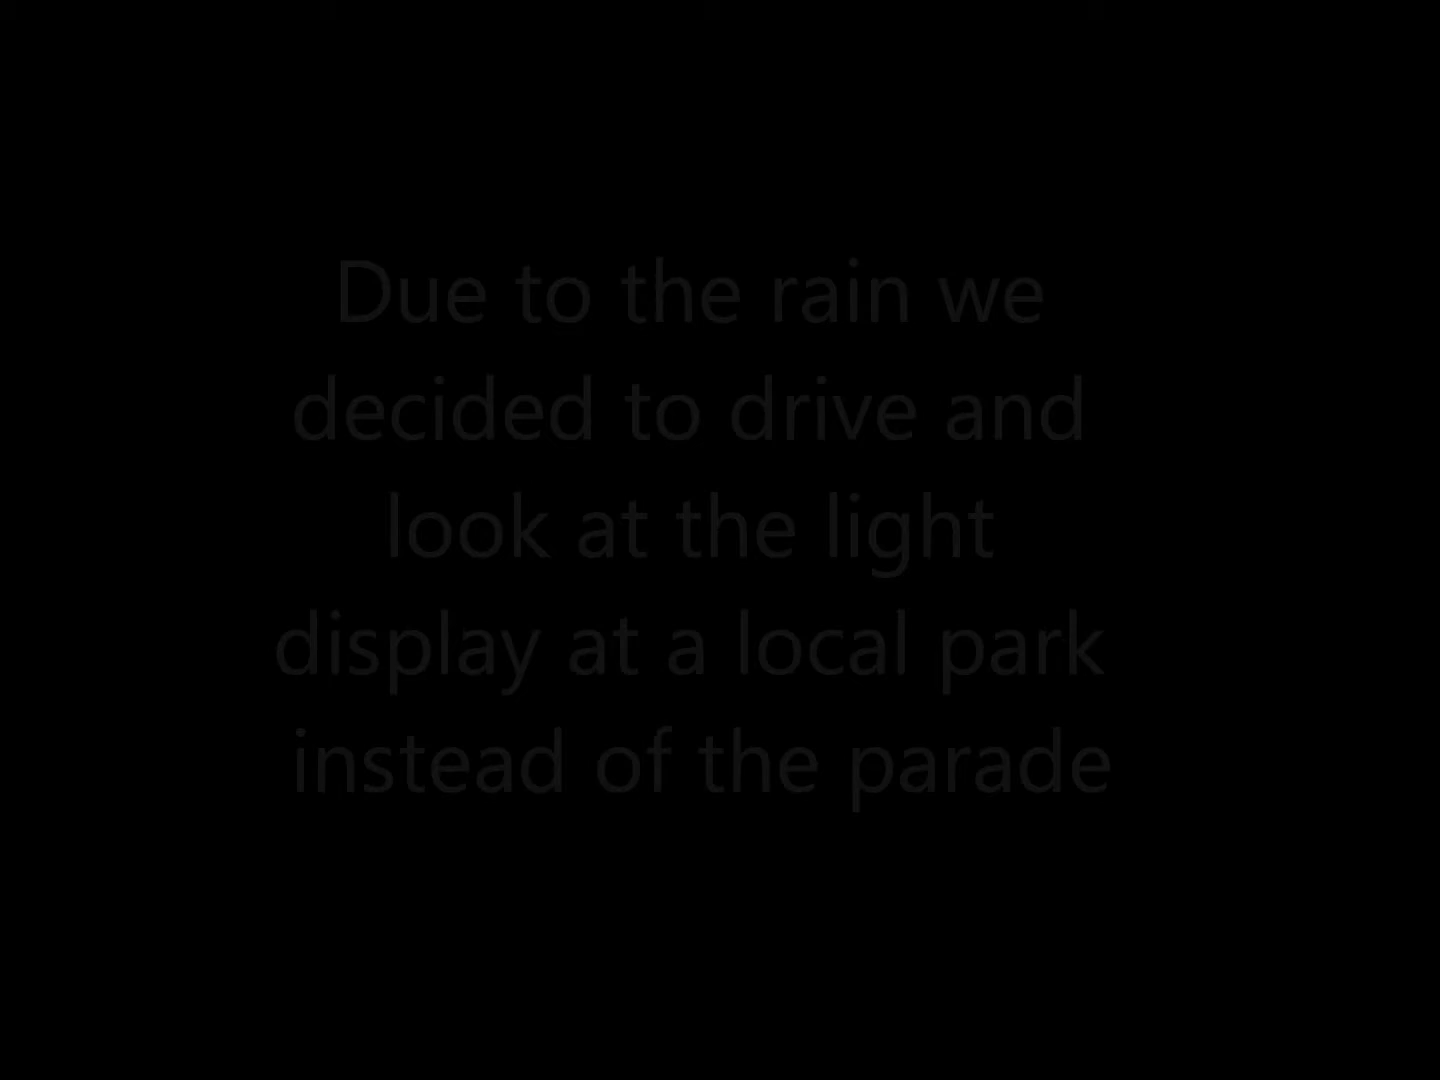 Due to the rain we
decided to drive and
look at the light
display at a local park
instead of the parade